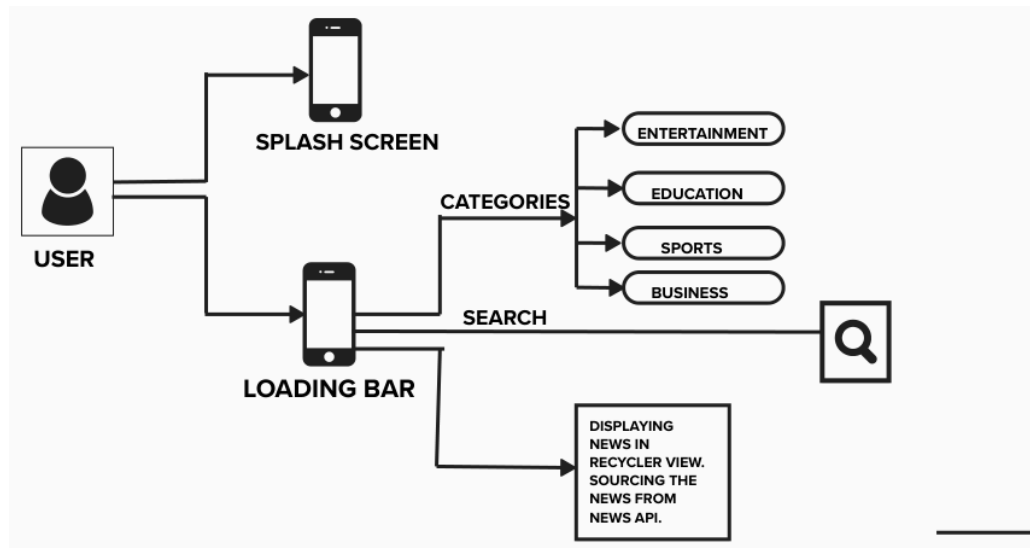 SPLASH SCREEN
ENTERTAINMENT
EDUCATION
CATEGORIES
SPORTS
USER
BUSINESS
SEARCH
LOADING BAR
DISPLAYING
NEWS IN
RECYCLER VIEW.
SOURCING THE
NEWS FROM
NEWS API.